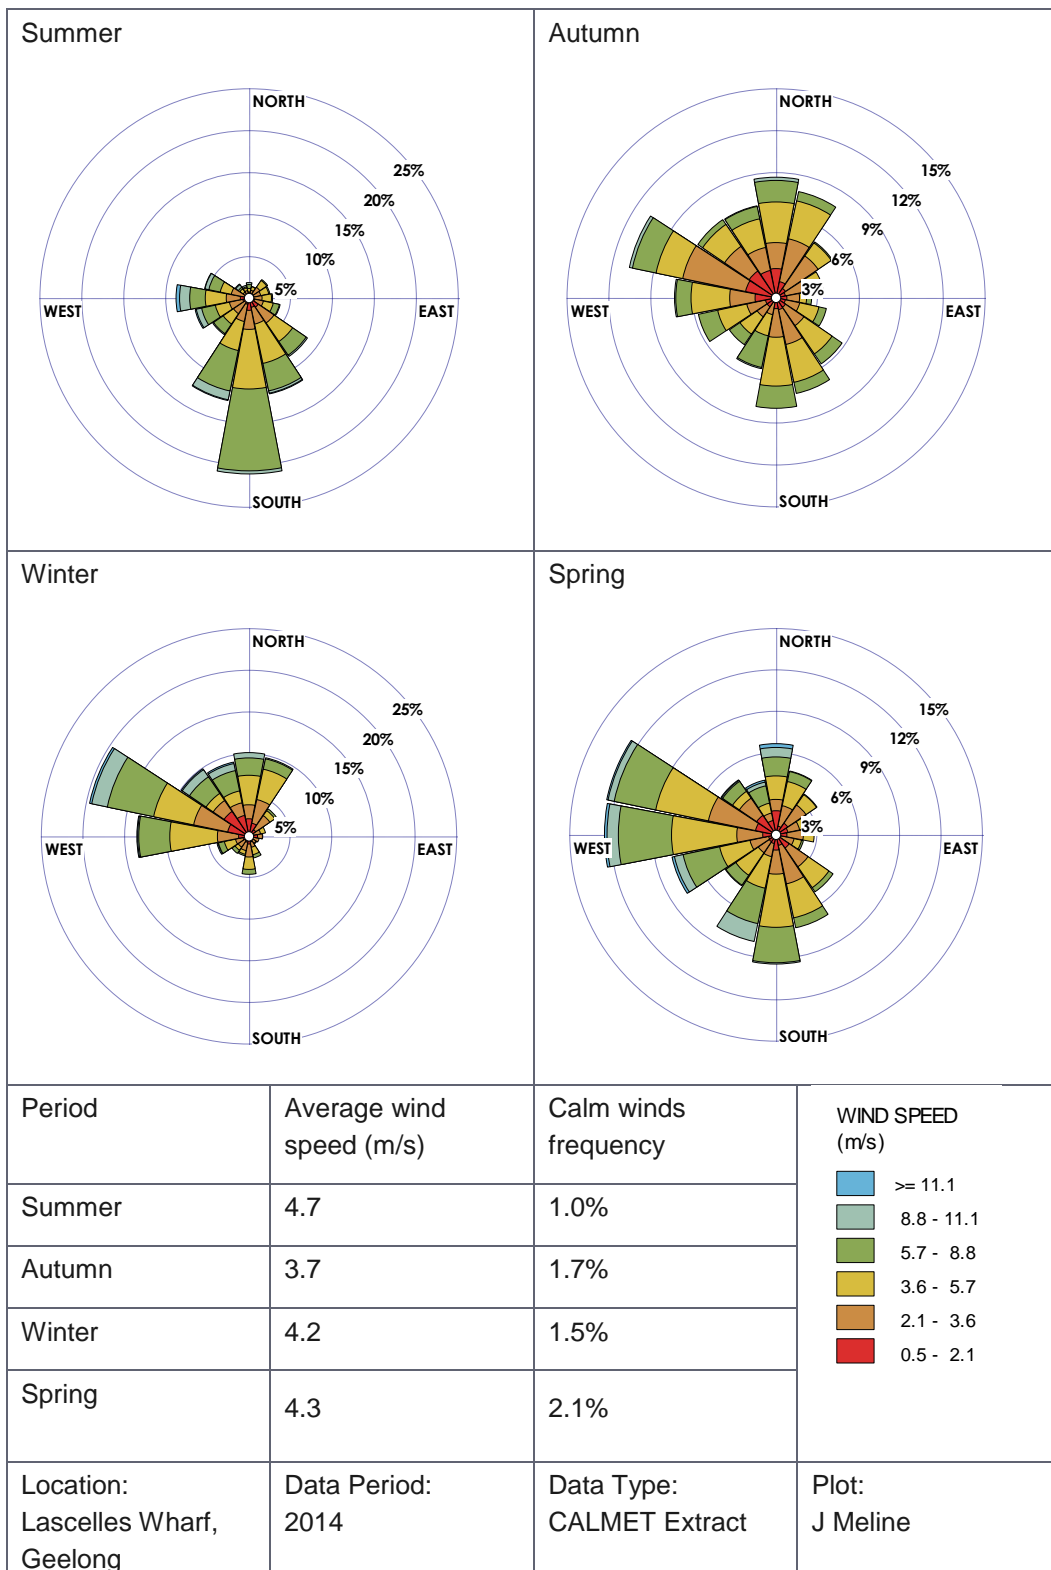 Summer
NORTH
25%
20%
15%
10%
5%
WEST
EAST
SOUTH
Autumn
NORTH
15%
12%
9%
6%
3%
WEST
EAST
SOUTH
Winter
NORTH
25%
20%
15%
10%
5%
WEST
EAST
SOUTH
Spring
NORTH
15%
12%
9%
6%
3%
WEST
EAST
SOUTH
Period
Average wind
speed (m/s)
Calm winds
frequency
Summer
4.7
1.0%
Autumn
3.7
1.7%
Winter
4.2
1.5%
Spring
4.3
2.1%
WIND SPEED
(m/s)
>= 11.1
8.8 - 11.1
5.7 - 8.8
3.6 - 5.7
2.1 - 3.6
0.5 - 2.1
Location:
Lascelles Wharf,
Geelong
Data Period:
2014
Data Type:
CALMET Extract
Plot:
J Meline